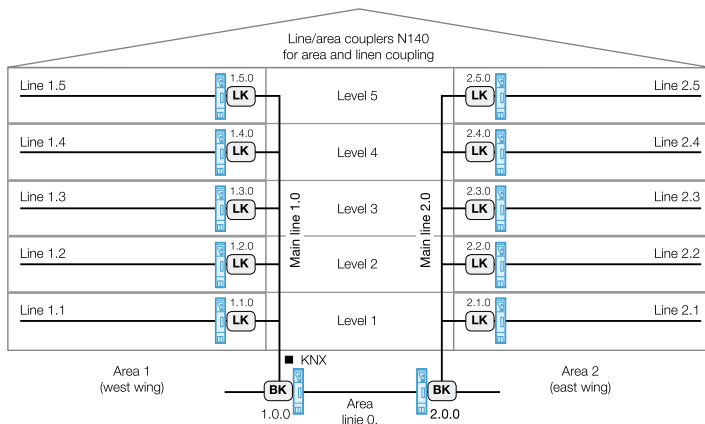 Line/area couplers N140
for area and linen coupling
Line 1.5
1.5.0
LK
Level 5
2.5.0
LK
Line 2.5
Line 1.4
1.4.0
LK
Level 4
2.4.0
LK
Line 2.4
Line 1.3
1.3.0
LK
Main line 1.0
Level 3
Main line 2.0
2.3.0
LK
Line 2.3
Line 1.2
1.2.0
LK
Level 2
2.2.0
LK
Line 2.2
Line 1.1
1.1.0
LK
Level 1
2.1.0
LK
Line 2.1
KNX
Area 1
(west wing)
Area 2
(east wing)
BK
BK
1.0.0
Area
linie 0.
2.0.0